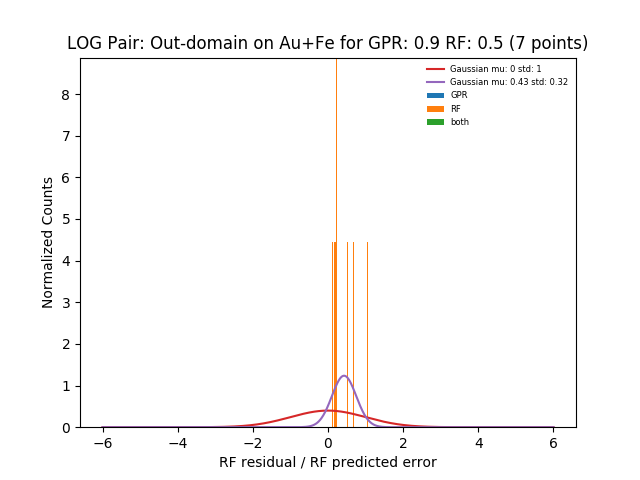 LOG Pair: Out-domain on Au+Fe for GPR: 0.9 RF: 0.5 (7 points)
Gaussian mu: 0 std: 1
Gaussian mu: 0.43 std: 0.32
GPR
RF
both
Normalized Counts
8
7
6
5
4
3
2
1
0
−6 −4 −2 0 2 4 6
RF residual / RF predicted error